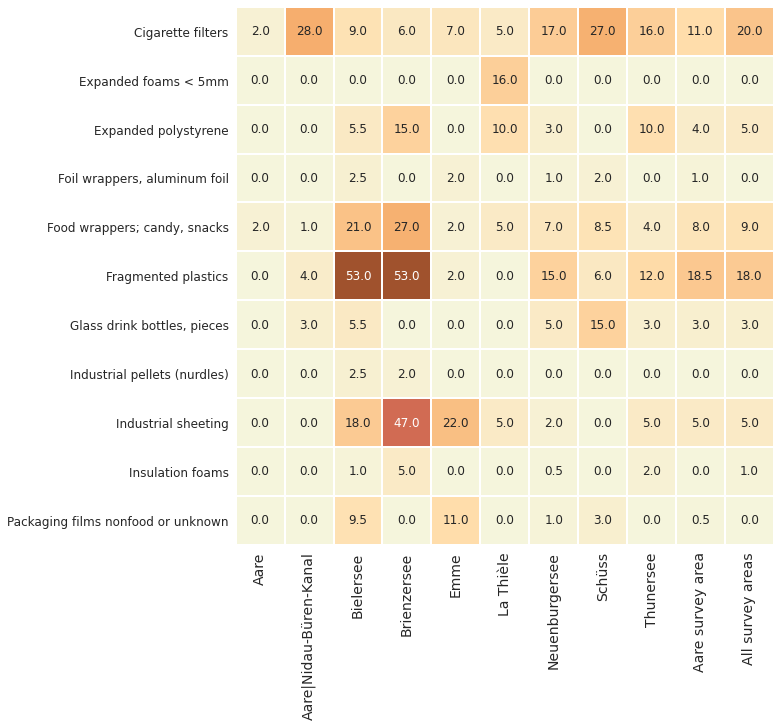 Cigarette filters 2.0 28.0 9.0 6.0 7.0 5.0 17.0 27.0 16.0 11.0 20.0
Expanded foams < 5mm 0.0 0.0 0.0 0.0 0.0 16.0 0.0 0.0 0.0 0.0 0.0
Expanded polystyrene 0.0 0.0 5.5 15.0 0.0 10.0 3.0 0.0 10.0 4.0 5.0
Foil wrappers, aluminum foil 0.0 0.0 2.5 0.0 2.0 0.0 1.0 2.0 0.0 1.0 0.0
Food wrappers; candy, snacks 2.0 1.0 21.0 27.0 2.0 5.0 7.0 8.5 4.0 8.0 9.0
Fragmented plastics 0.0 4.0 53.0 53.0 2.0 0.0 15.0 6.0 12.0 18.5 18.0
Glass drink bottles, pieces 0.0 3.0 5.5 0.0 0.0 0.0 5.0 15.0 3.0 3.0 3.0
Industrial pellets (nurdles) 0.0 0.0 2.5 2.0 0.0 0.0 0.0 0.0 0.0 0.0 0.0
Industrial sheeting 0.0 0.0 18.0 47.0 22.0 5.0 2.0 0.0 5.0 5.0 5.0
Insulation foams 0.0 0.0 1.0 5.0 0.0 0.0 0.5 0.0 2.0 0.0 1.0
Packaging films nonfood or unknown 0.0 0.0 9.5 0.0 11.0 0.0 1.0 3.0 0.0 0.5 0.0
Aare
Aare|Nidau-Büren-Kanal
Bielersee
Brienzersee
Emme
La Thièle
Neuenburgersee
Schüss
Thunersee
Aare survey area
All survey areas